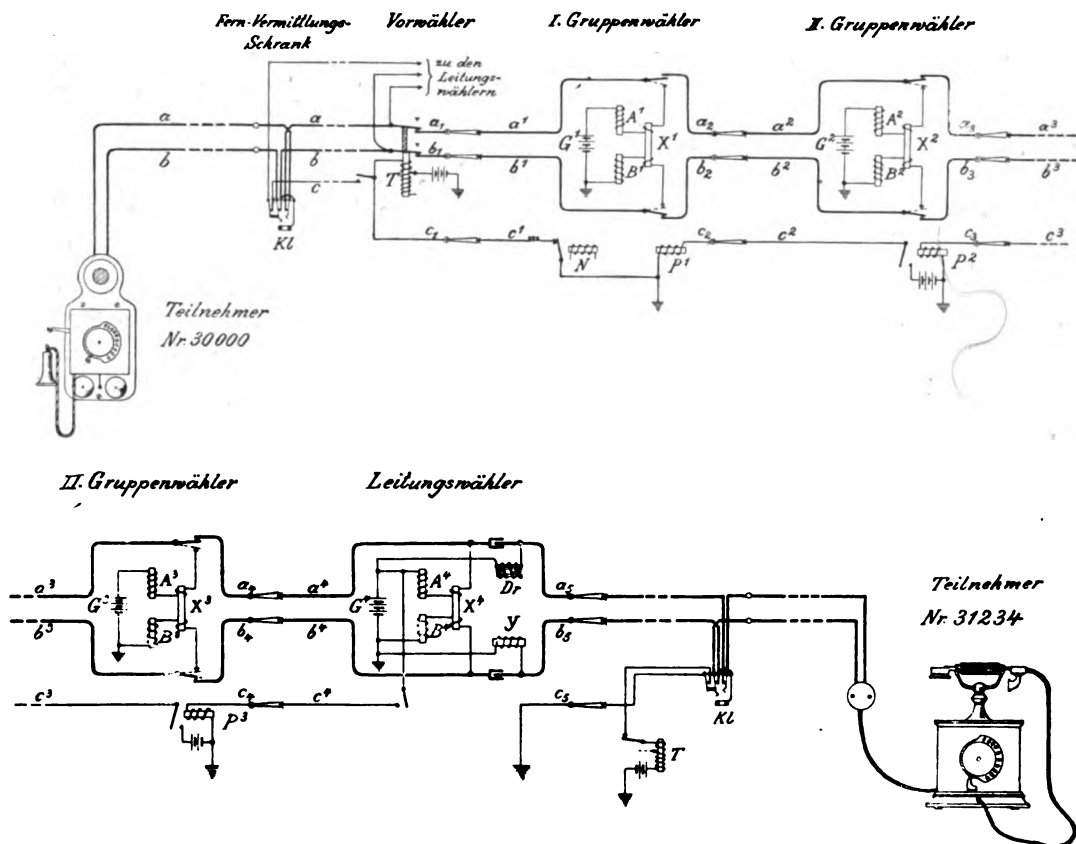 Fern-Vermittlungs-
Schrank
Vorwähler
I. Gruppenwähler
II. Gruppenwähler
zu den
Leitungs-
wählern
a a a₁ a¹ a₂ a² a₃ a³
b b b₁ b¹ b₂ b² b₃ b³
G¹ A¹ X¹ B¹
G² A² X² B²
T
c c₁ c¹ c₂ c² c₃ c³
Kl
N P¹ P²
Teilnehmer
Nr. 30000
II. Gruppenwähler
Leitungswähler
a³ a₄ a⁴ a₅
b³ b₄ b⁴ b₅
G³ A³ X³ B
G⁴ A⁴ X⁴ B⁴
Dr
y
c³ c₄ c⁴ c₅
P³
Kl
T
Teilnehmer
Nr. 31234